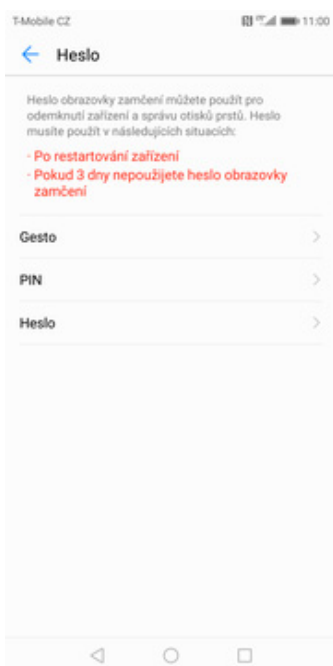 T-Mobile CZ 11:00
Heslo
Heslo obrazovky zamčení můžete použít pro
odemknutí zařízení a správu otisků prstů. Heslo
musíte použít v následujících situacích:
· Po restartování zařízení
· Pokud 3 dny nepoužijete heslo obrazovky
zamčení
Gesto
PIN
Heslo